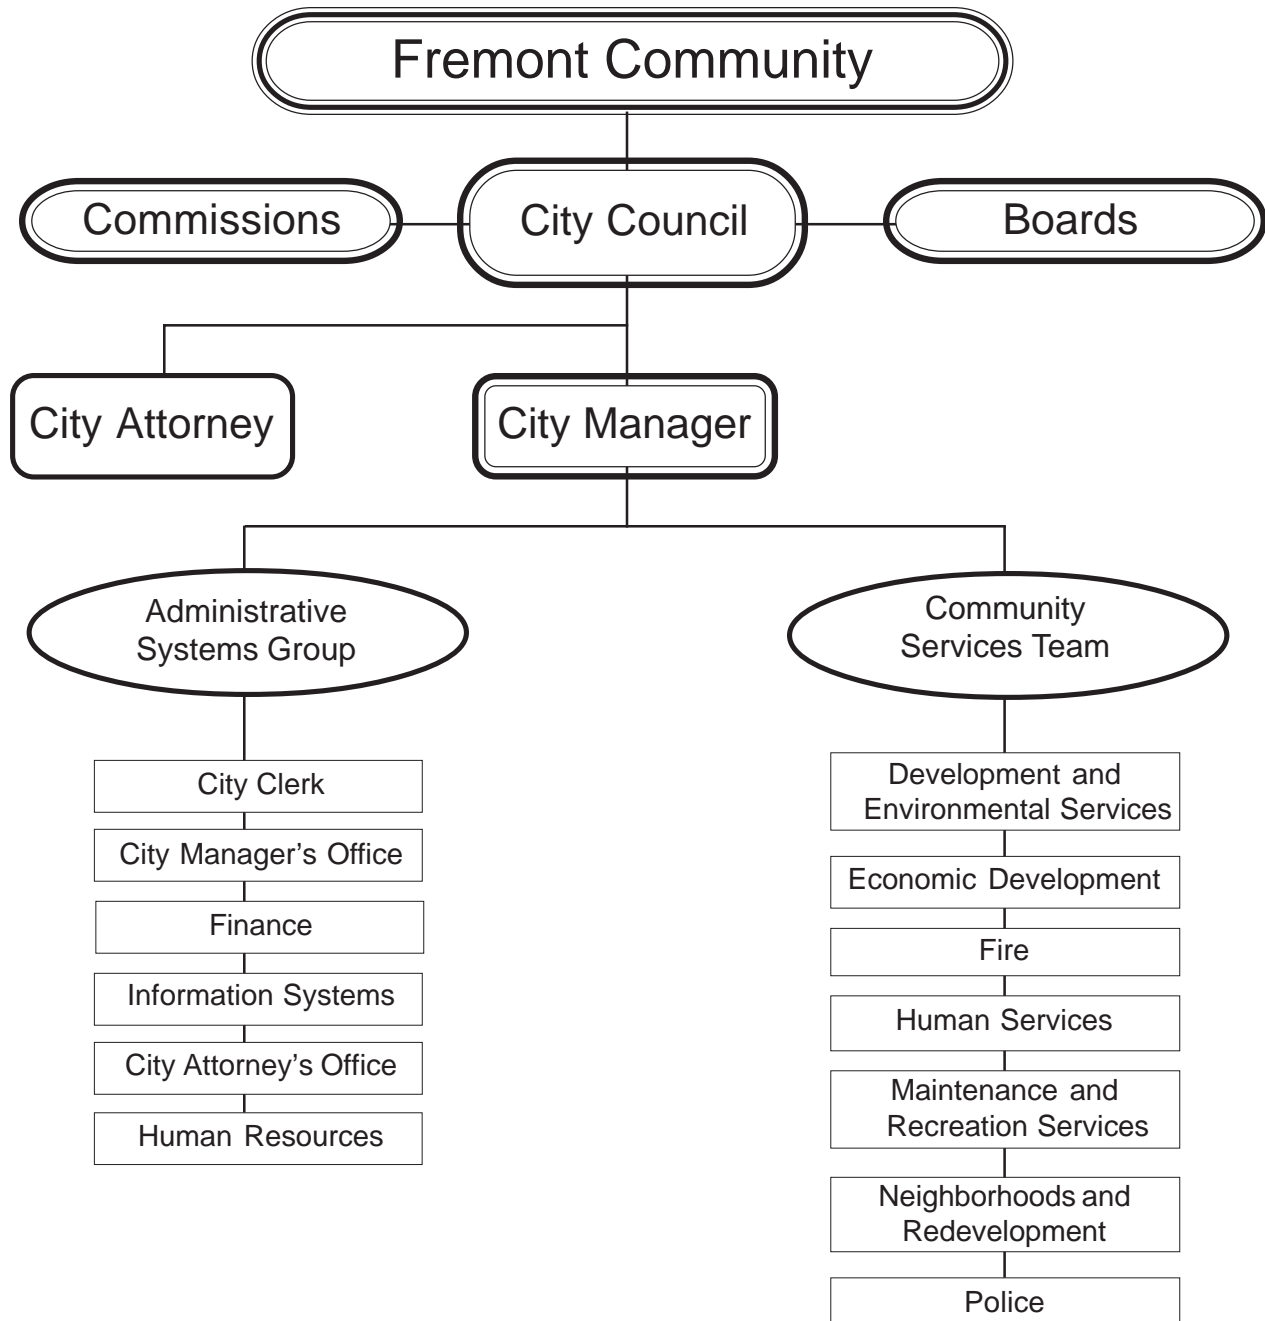 Fremont Community
Commissions
City Council
Boards
City Attorney
City Manager
Administrative
Systems Group
Community
Services Team
City Clerk
City Manager’s Office
Finance
Information Systems
City Attorney’s Office
Human Resources
Development and
Environmental Services
Economic Development
Fire
Human Services
Maintenance and
Recreation Services
Neighborhoods and
Redevelopment
Police